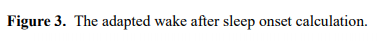 Figure 3. The adapted wake after sleep onset calculation.